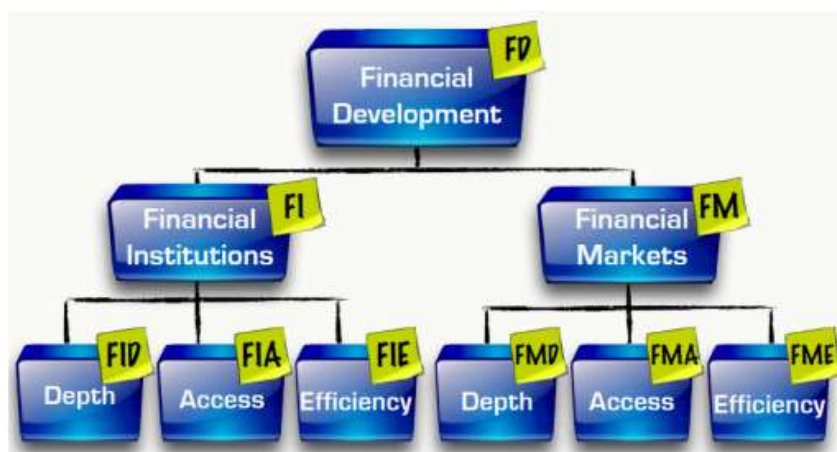 FD
Financial
Development
FI
Financial
Institutions
FM
Financial
Markets
FID
Depth
FIA
Access
FIE
Efficiency
FMD
Depth
FMA
Access
FME
Efficiency